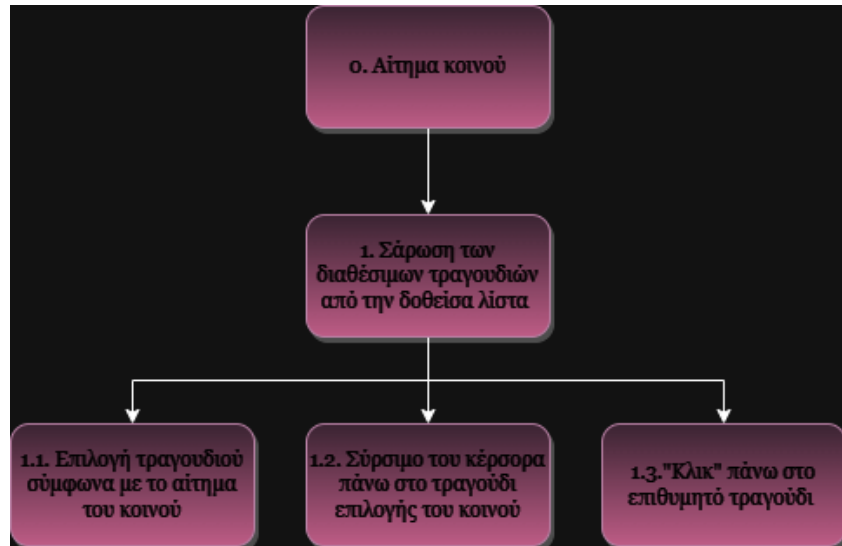 0. Αίτημα κοινού
1. Σάρωση των
διαθέσιμων τραγουδιών
από την δοθείσα λίστα
1.1. Επιλογή τραγουδιού
σύμφωνα με το αίτημα
του κοινού
1.2. Σύρσιμο του κέρσορα
πάνω στο τραγούδι
επιλογής του κοινού
1.3."Κλικ" πάνω στο
επιθυμητό τραγούδι